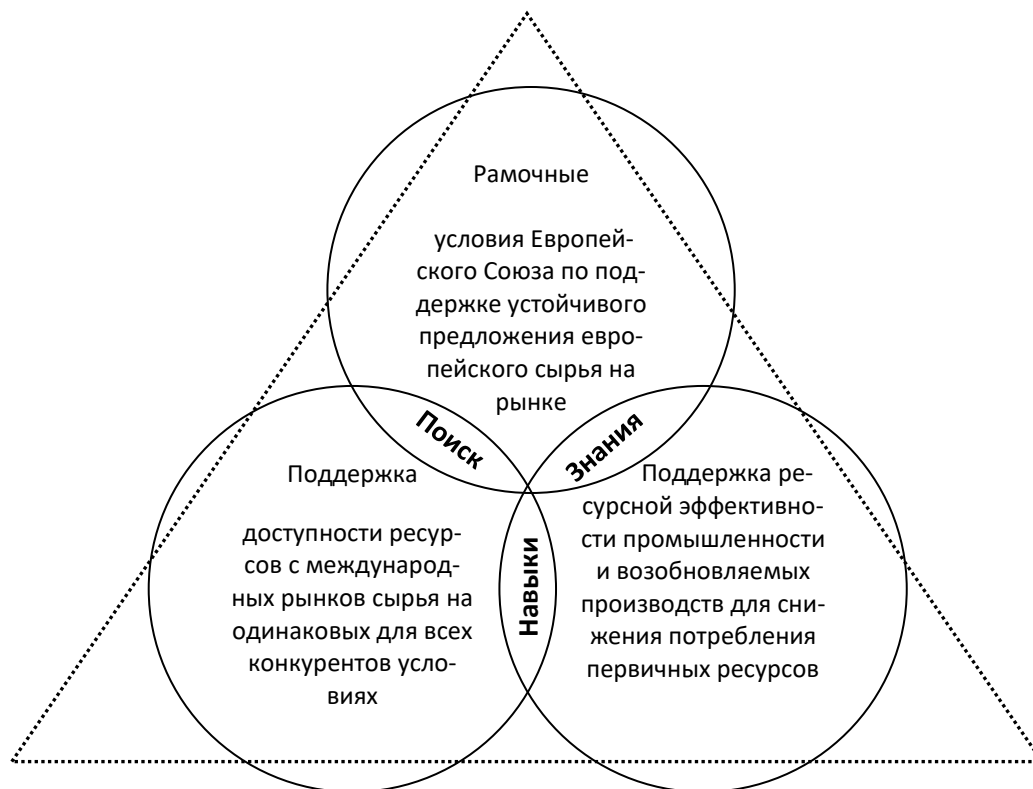 Рамочные
условия Европей-
ского Союза по под-
держке устойчивого
предложения евро-
пейского сырья на
рынке
Поиск
Знания
Поддержка
доступности ресур-
сов с международ-
ных рынков сырья на
одинаковых для всех
конкурентов усло-
виях
Навыки
Поддержка ре-
сурсной эффективно-
сти промышленности
и возобновляемых
производств для сни-
жения потребления
первичных ресурсов